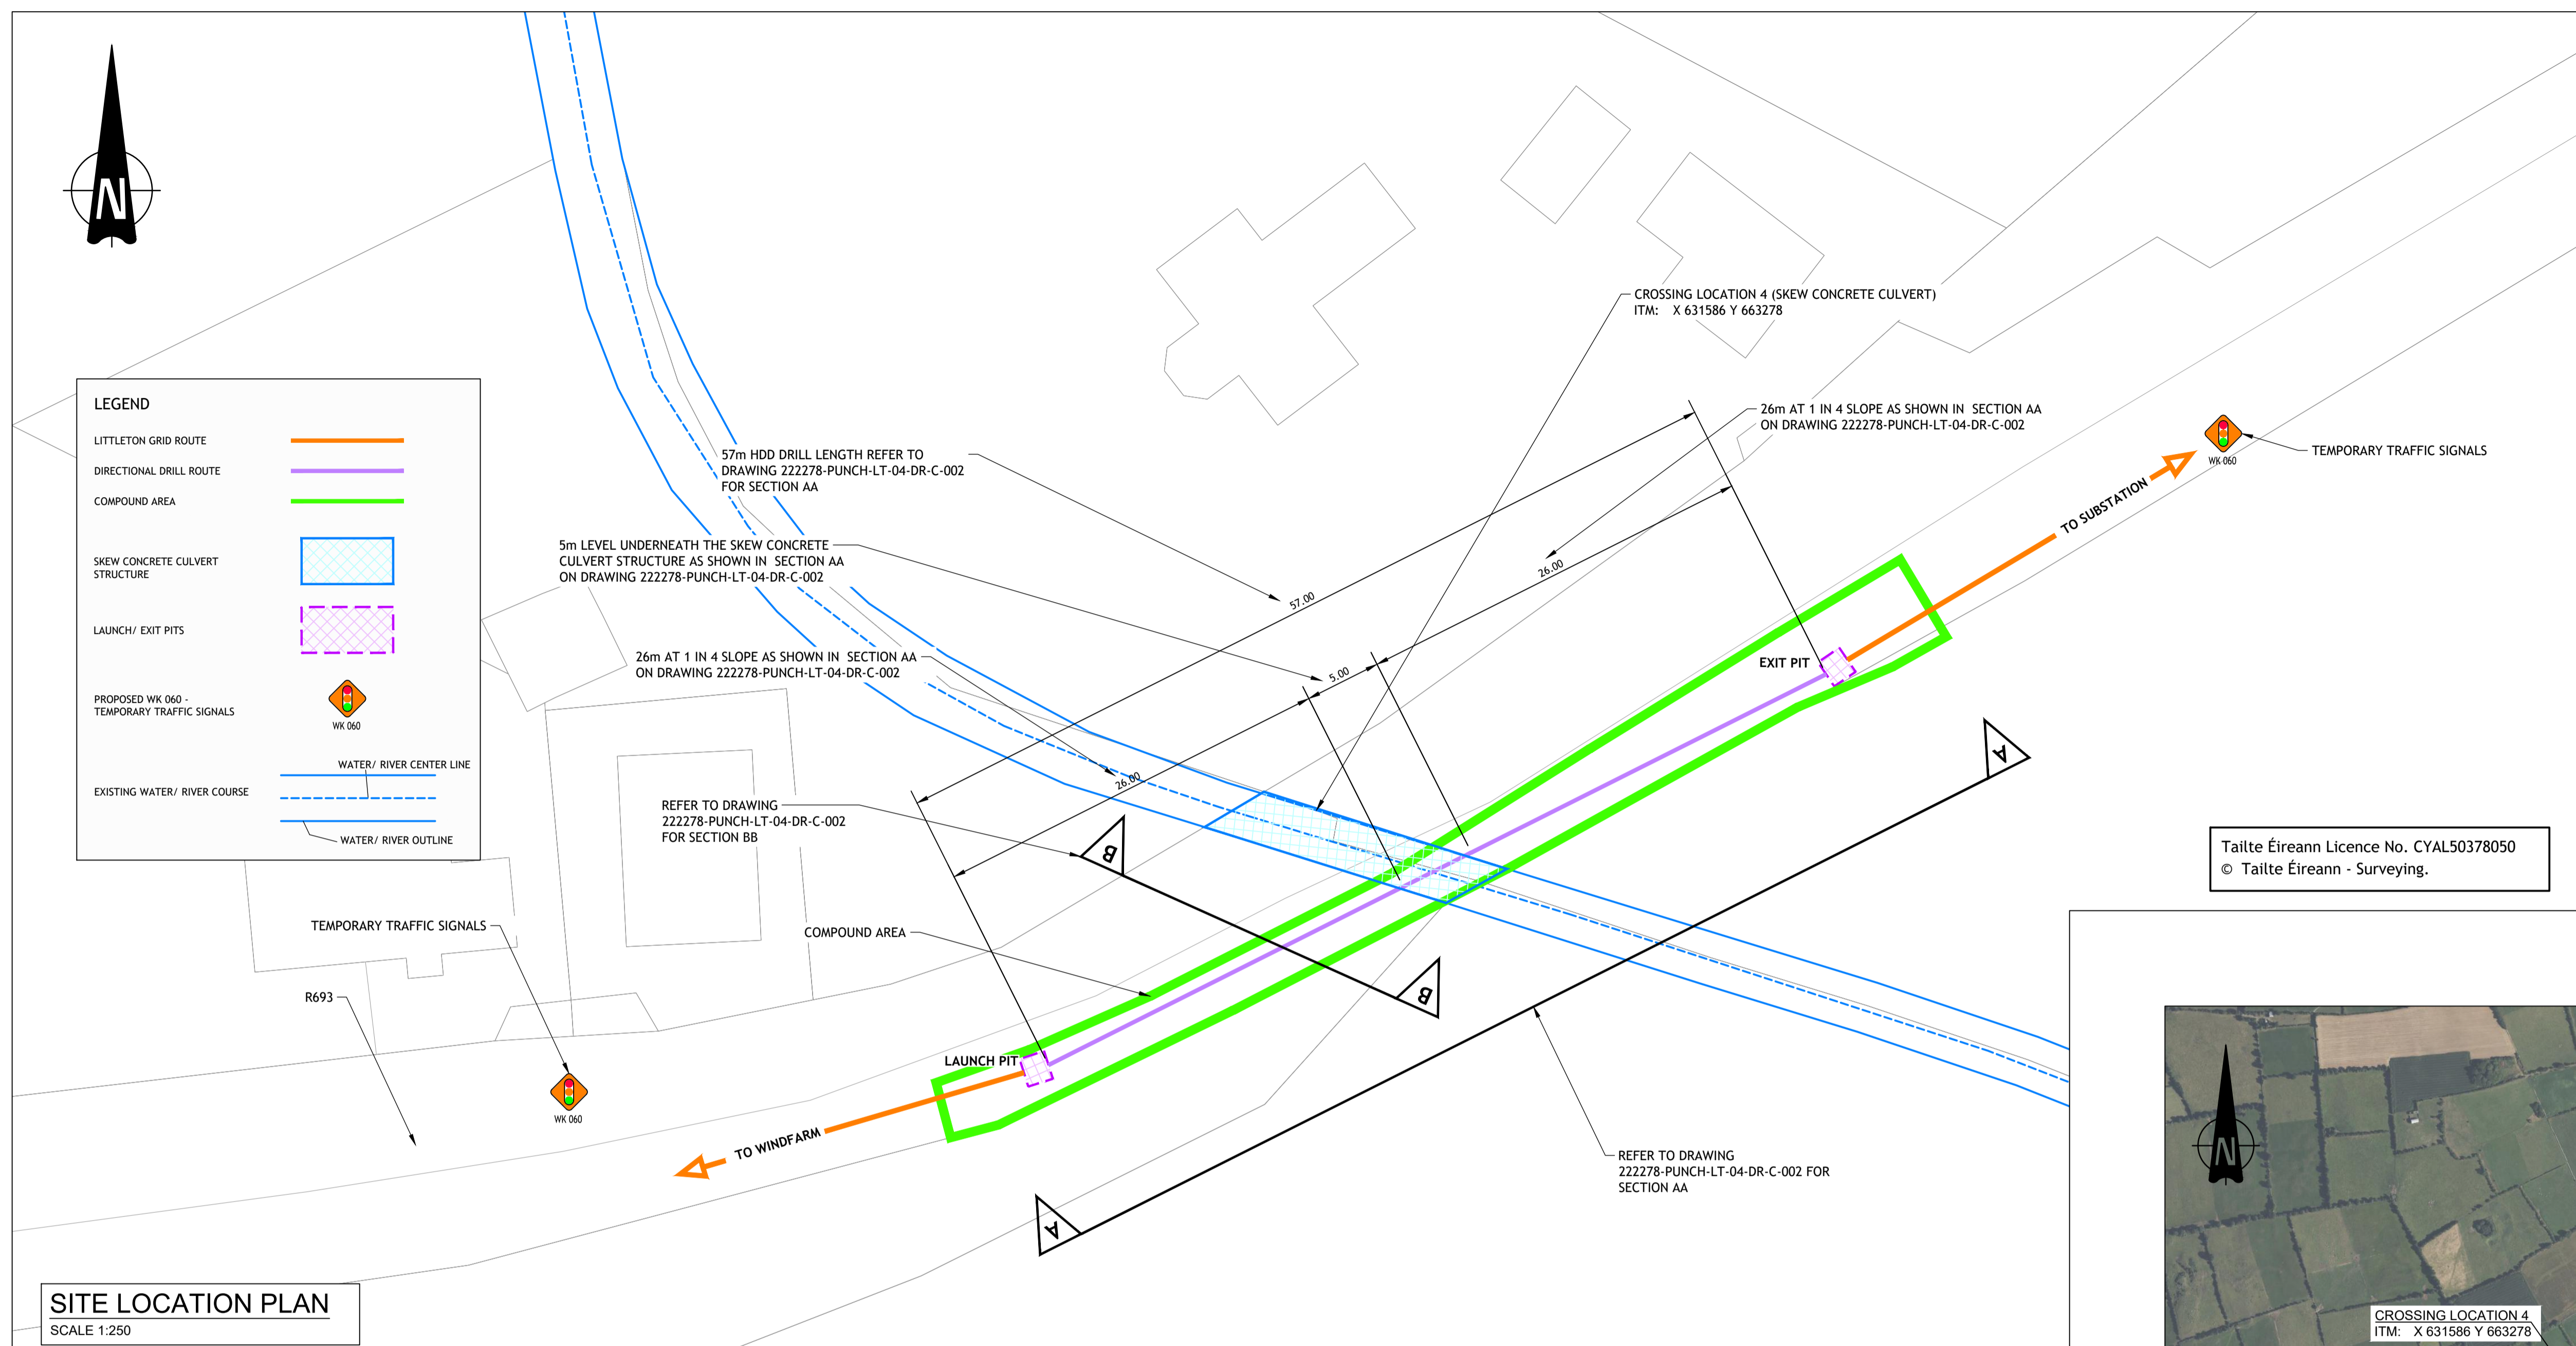 N
CROSSING LOCATION 4 (SKEW CONCRETE CULVERT)
ITM: X 631586 Y 663278
LEGEND
LITTLETON GRID ROUTE
DIRECTIONAL DRILL ROUTE
COMPOUND AREA
SKEW CONCRETE CULVERT
STRUCTURE
LAUNCH/ EXIT PITS
PROPOSED WK 060 -
TEMPORARY TRAFFIC SIGNALS
WK 060
WATER/ RIVER CENTER LINE
EXISTING WATER/ RIVER COURSE
WATER/ RIVER OUTLINE
26m AT 1 IN 4 SLOPE AS SHOWN IN SECTION AA
ON DRAWING 222278-PUNCH-LT-04-DR-C-002
57m HDD DRILL LENGTH REFER TO
DRAWING 222278-PUNCH-LT-04-DR-C-002
FOR SECTION AA
TEMPORARY TRAFFIC SIGNALS
WK 060
TO SUBSTATION
5m LEVEL UNDERNEATH THE SKEW CONCRETE
CULVERT STRUCTURE AS SHOWN IN SECTION AA
ON DRAWING 222278-PUNCH-LT-04-DR-C-002
57.00
26.00
5.00
26.00
26m AT 1 IN 4 SLOPE AS SHOWN IN SECTION AA
ON DRAWING 222278-PUNCH-LT-04-DR-C-002
EXIT PIT
A
REFER TO DRAWING
222278-PUNCH-LT-04-DR-C-002
FOR SECTION BB
B
B
Tailte Éireann Licence No. CYAL50378050
© Tailte Éireann - Surveying.
TEMPORARY TRAFFIC SIGNALS
COMPOUND AREA
R693
LAUNCH PIT
WK 060
TO WINDFARM
A
REFER TO DRAWING
222278-PUNCH-LT-04-DR-C-002 FOR
SECTION AA
N
SITE LOCATION PLAN
SCALE 1:250
CROSSING LOCATION 4
ITM: X 631586 Y 663278